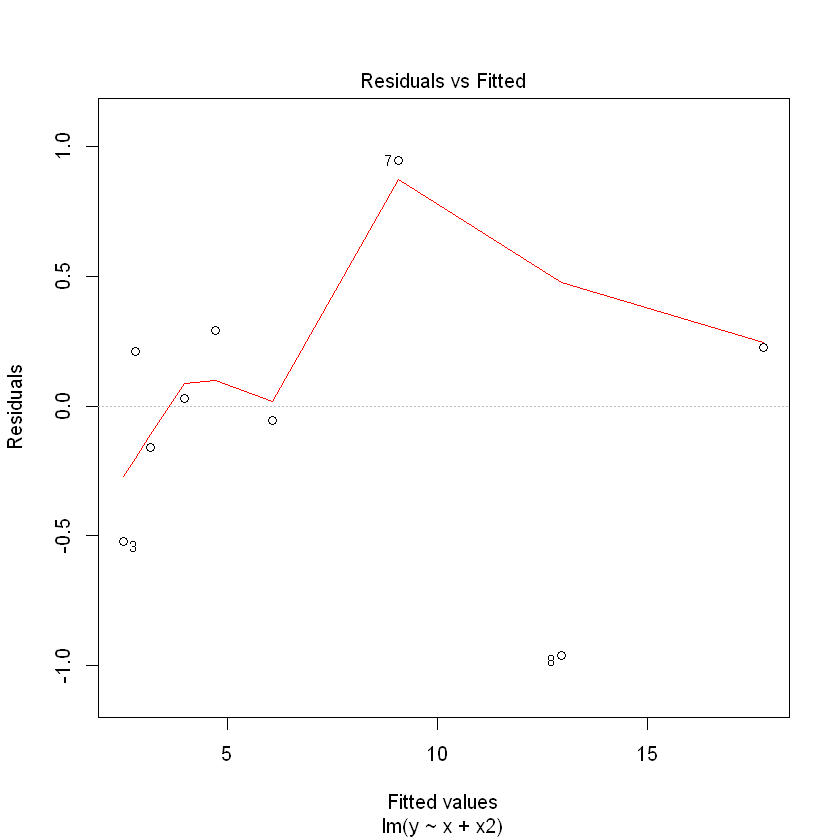 Residuals vs Fitted
Residuals
1.0
0.5
0.0
-0.5
-1.0
7
3
8
5
10
15
Fitted values
lm(y ~ x + x2)